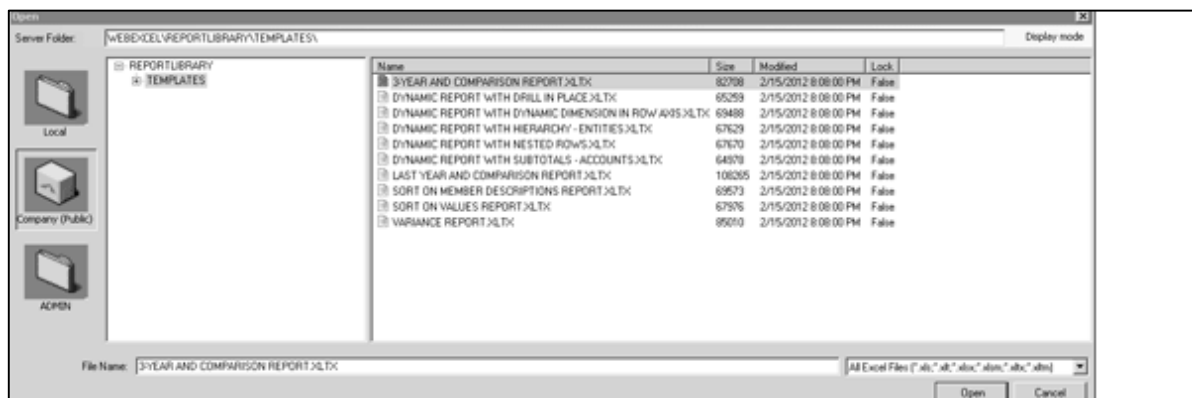 Open
Server Folder: \WEBEXCEL\REPORTLIBRARY\TEMPLATES\ Display mode
REPORTLIBRARY
TEMPLATES
Local
Company (Public)
ADMIN
Name Size Modified Lock
3-YEAR AND COMPARISON REPORT.XLTX 82708 2/15/2012 8:08:00 PM False
DYNAMIC REPORT WITH DRILL IN PLACE.XLTX 65259 2/15/2012 8:08:00 PM False
DYNAMIC REPORT WITH DYNAMIC DIMENSION IN ROW AXIS.XLTX 69488 2/15/2012 8:08:00 PM False
DYNAMIC REPORT WITH HIERARCHY - ENTITIES.XLTX 67629 2/15/2012 8:08:00 PM False
DYNAMIC REPORT WITH NESTED ROWS.XLTX 67670 2/15/2012 8:08:00 PM False
DYNAMIC REPORT WITH SUBTOTALS - ACCOUNTS.XLTX 64978 2/15/2012 8:08:00 PM False
LAST YEAR AND COMPARISON REPORT.XLTX 108265 2/15/2012 8:08:00 PM False
SORT ON MEMBER DESCRIPTIONS REPORT.XLTX 69573 2/15/2012 8:08:00 PM False
SORT ON VALUES REPORT.XLTX 67976 2/15/2012 8:08:00 PM False
VARIANCE REPORT.XLTX 85010 2/15/2012 8:08:00 PM False
File Name: 3-YEAR AND COMPARISON REPORT.XLTX All Excel Files (*.xls;*.xlt;*.xlsx;*.xlsm;*.xltx;*.xltm)
Open Cancel